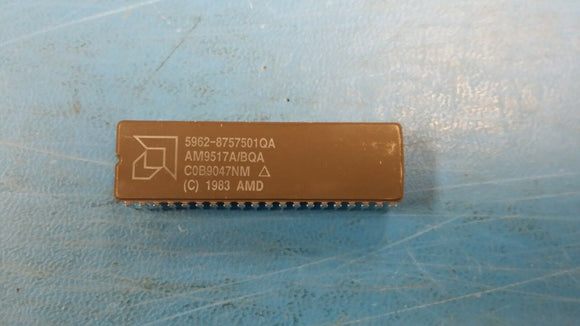 5962-8757501QA
AM9517A/BQA
C0B9047NM △
(C) 1983 AMD